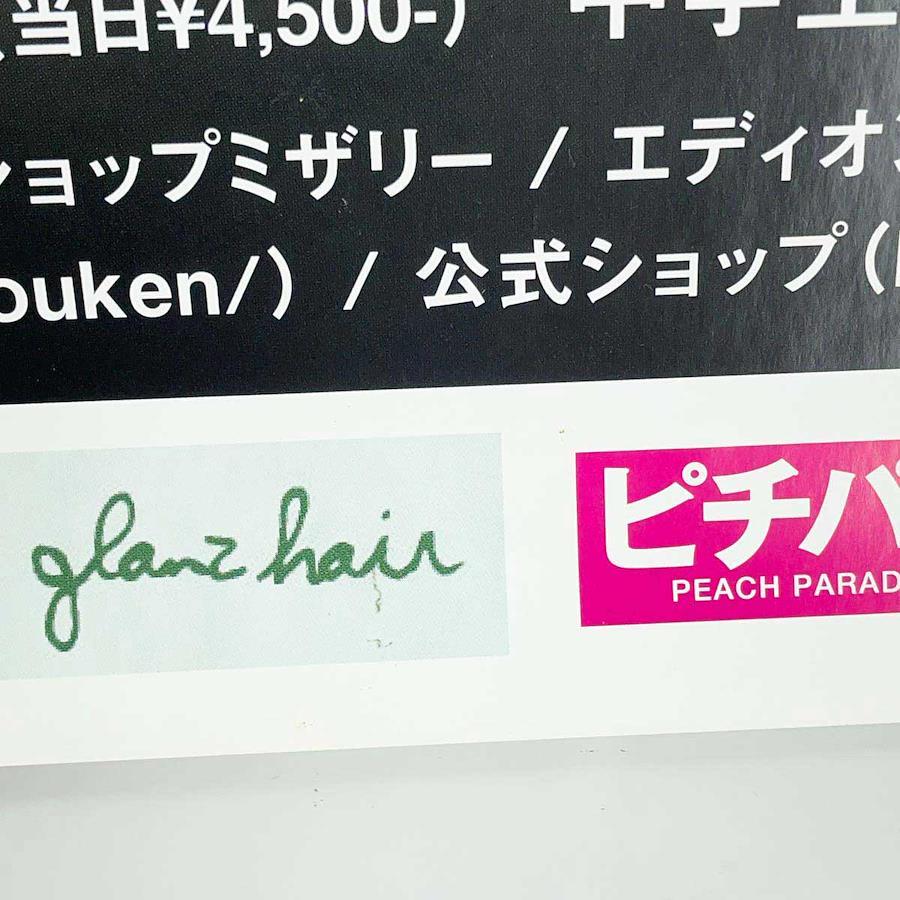 (当日¥4,500-)
ショップミザリー / エディオン
ouken/) / 公式ショップ(
glanz hair
ピチパ
PEACH PARAD